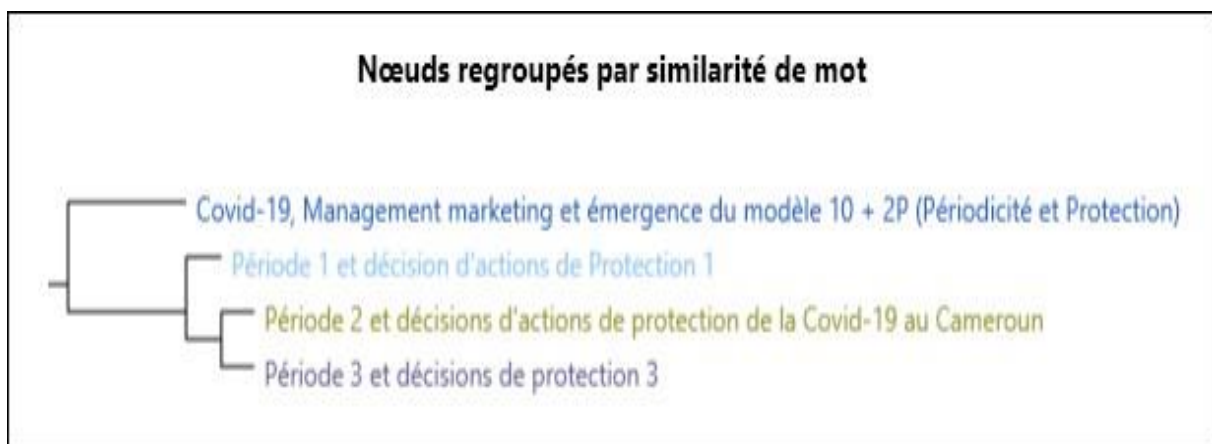 Nœuds regroupés par similarité de mot
Covid-19, Management marketing et émergence du modèle 10 + 2P (Périodicité et Protection)
Période 1 et décision d'actions de Protection 1
Période 2 et décisions d'actions de protection de la Covid-19 au Cameroun
Période 3 et décisions de protection 3